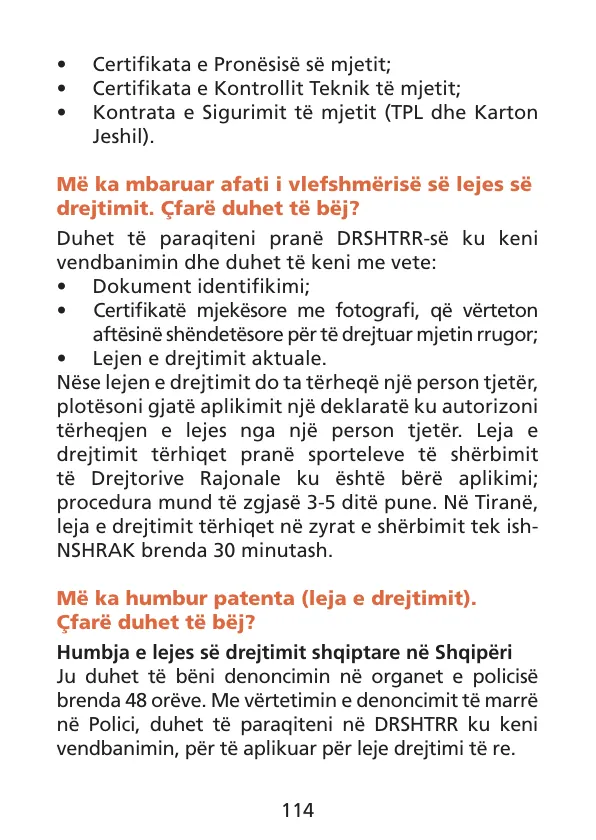 • Certifikata e Pronësisë së mjetit;
• Certifikata e Kontrollit Teknik të mjetit;
• Kontrata e Sigurimit të mjetit (TPL dhe Karton
Jeshil).
Më ka mbaruar afati i vlefshmërisë së lejes së
drejtimit. Çfarë duhet të bëj?
Duhet të paraqiteni pranë DRSHTRR-së ku keni
vendbanimin dhe duhet të keni me vete:
• Dokument identifikimi;
• Certifikatë mjekësore me fotografi, që vërteton
aftësinë shëndetësore për të drejtuar mjetin rrugor;
• Lejen e drejtimit aktuale.
Nëse lejen e drejtimit do ta tërheqë një person tjetër,
plotësoni gjatë aplikimit një deklaratë ku autorizoni
tërheqjen e lejes nga një person tjetër. Leja e
drejtimit tërhiqet pranë sporteleve të shërbimit
të Drejtorive Rajonale ku është bërë aplikimi;
procedura mund të zgjasë 3-5 ditë pune. Në Tiranë,
leja e drejtimit tërhiqet në zyrat e shërbimit tek ish-
NSHRAK brenda 30 minutash.
Më ka humbur patenta (leja e drejtimit).
Çfarë duhet të bëj?
Humbja e lejes së drejtimit shqiptare në Shqipëri
Ju duhet të bëni denoncimin në organet e policisë
brenda 48 orëve. Me vërtetimin e denoncimit të marrë
në Polici, duhet të paraqiteni në DRSHTRR ku keni
vendbanimin, për të aplikuar për leje drejtimi të re.
114